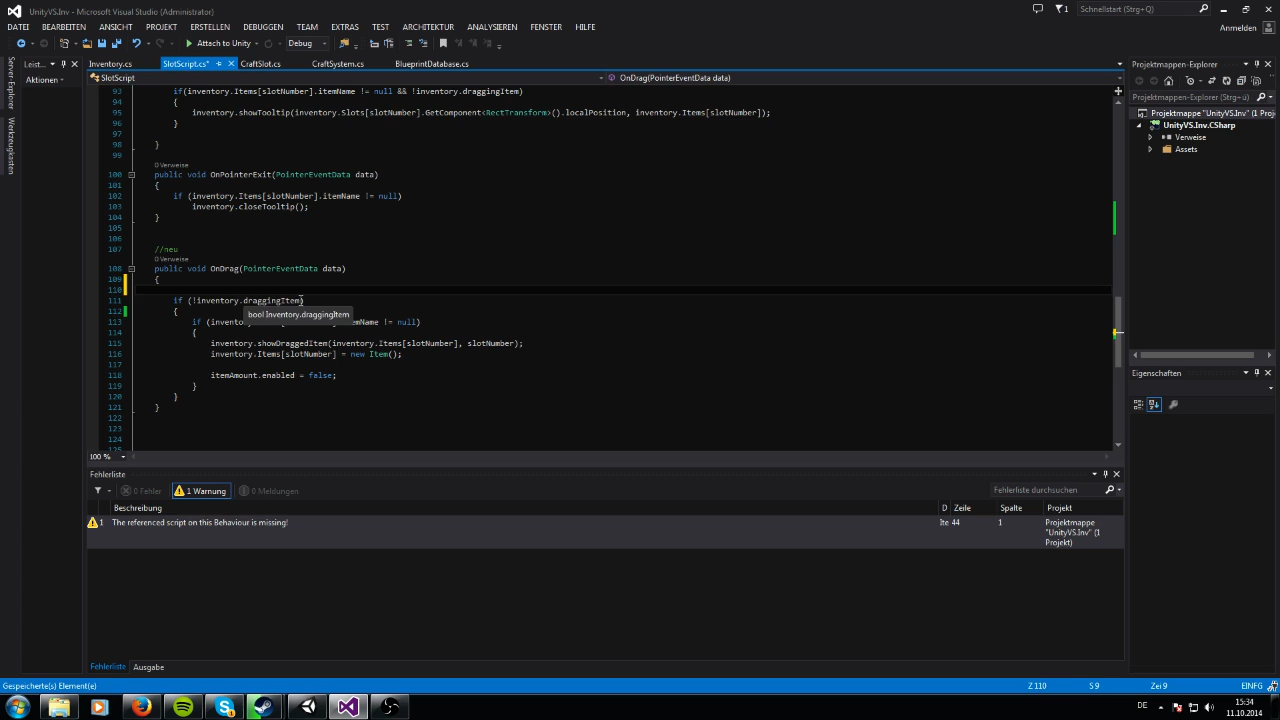 UnityVS.Inv - Microsoft Visual Studio (Administrator)
1
Schnellstart (Strg+Q)
DATEI BEARBEITEN ANSICHT PROJEKT ERSTELLEN DEBUGGEN TEAM EXTRAS TEST ARCHITEKTUR ANALYSIEREN FENSTER HILFE
Anmelden
Attach to Unity Debug
Server-Explorer
Werkzeugkasten
Leist...
Aktionen
Inventory.cs SlotScript.cs* CraftSlot.cs CraftSystem.cs BlueprintDatabase.cs
SlotScript OnDrag(PointerEventData data)
93 if(inventory.Items[slotNumber].itemName != null && !inventory.draggingItem)
94 {
95 inventory.showTooltip(inventory.Slots[slotNumber].GetComponent<RectTransform>().localPosition, inventory.Items[slotNumber]);
96 }
97
98 }
99
0 Verweise
100 public void OnPointerExit(PointerEventData data)
101 {
102 if (inventory.Items[slotNumber].itemName != null)
103 inventory.closeTooltip();
104 }
105
106
107 //neu
0 Verweise
108 public void OnDrag(PointerEventData data)
109 {
110
111 if (!inventory.draggingItem)
112 {
bool Inventory.draggingItem
113 if (invento emName != null)
114 {
115 inventory.showDraggedItem(inventory.Items[slotNumber], slotNumber);
116 inventory.Items[slotNumber] = new Item();
117
118 itemAmount.enabled = false;
119 }
120 }
121 }
122
123
124
125
100 %
Projektmappen-Explorer
Projektmappen-Explorer (Strg+ü)
Projektmappe "UnityVS.Inv" (1 Proj
UnityVS.Inv.CSharp
Verweise
Assets
Eigenschaften
Fehlerliste
0 Fehler 1 Warnung 0 Meldungen
Fehlerliste durchsuchen
Beschreibung D Zeile Spalte Projekt
1 The referenced script on this Behaviour is missing! Ite 44 1 Projektmappe
"UnityVS.Inv" (1
Projekt)
Fehlerliste Ausgabe
Gespeicherte(s) Element(e) Z 110 S 9 Zei 9 EINFG
DE
15:34
11.10.2014